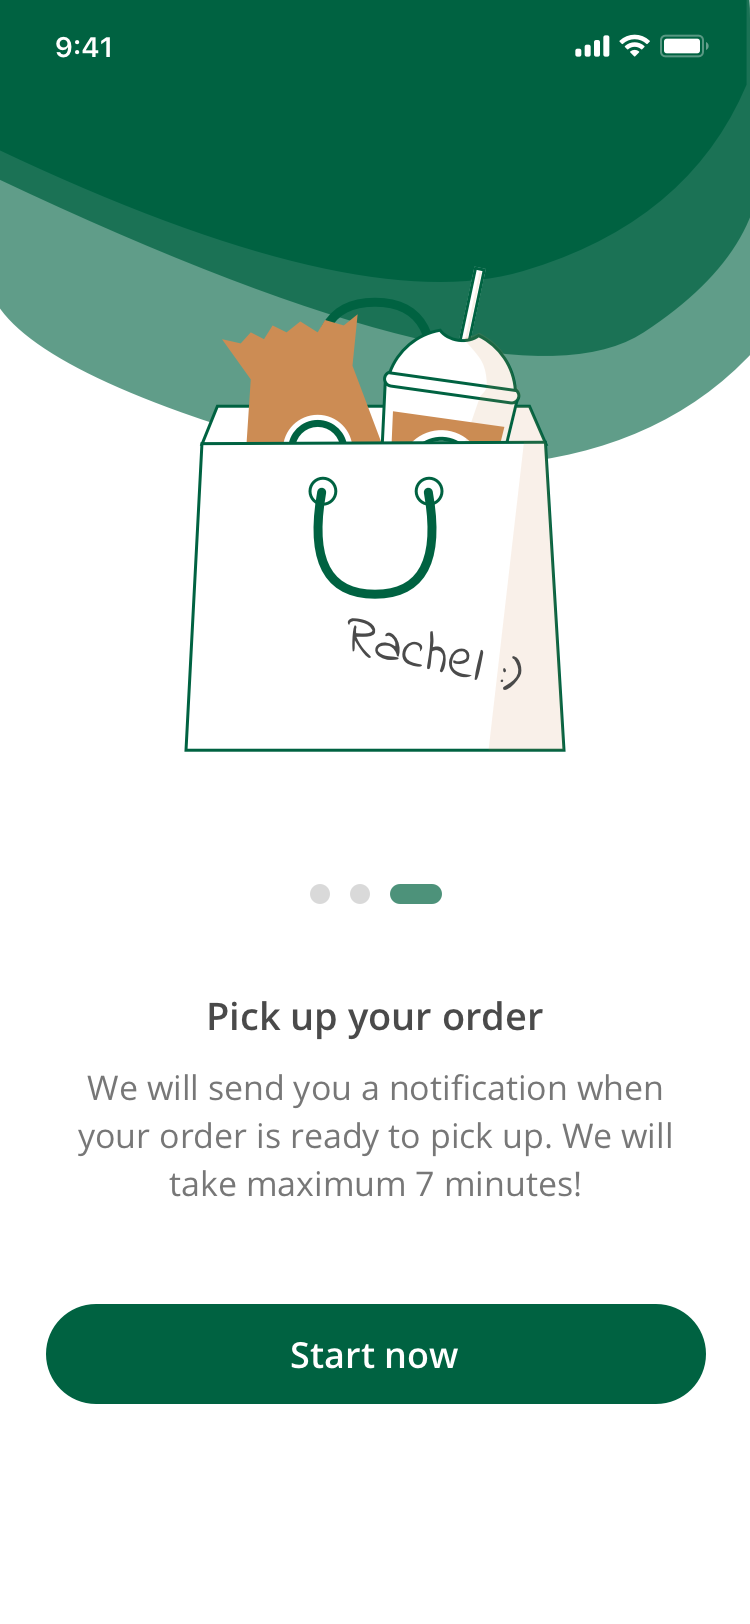 9:41
Rachel :)
Pick up your order
We will send you a notification when
your order is ready to pick up. We will
take maximum 7 minutes!
Start now